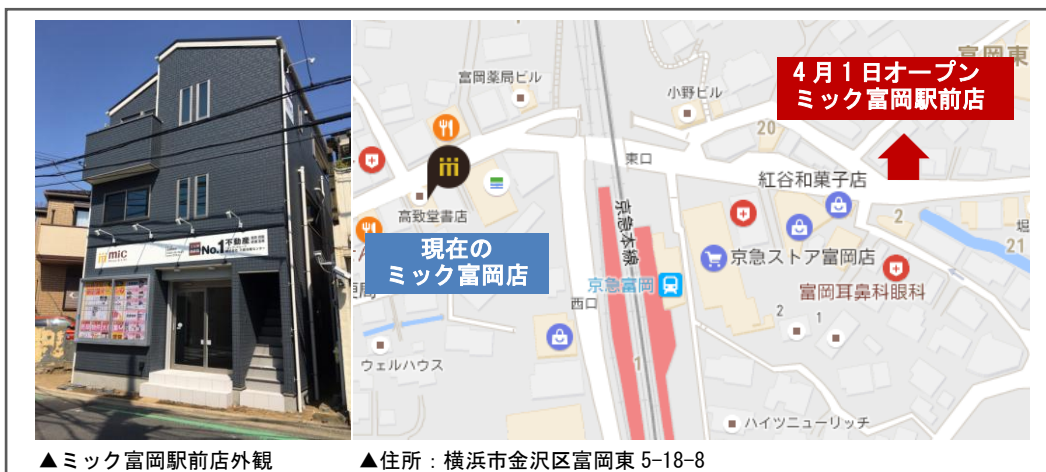 mic
No.1不動産
富岡薬局ビル
小野ビル
富岡東
4月1日オープン
ミック富岡駅前店
20
東口
紅谷和菓子店
高致堂書店
京急本線
2
堀
21
現在の
ミック富岡店
京急ストア富岡店
京急富岡
富岡耳鼻科眼科
西口
2
1
ウェルハウス
1
ハイツニューリッチ
▲ミック富岡駅前店外観
▲住所：横浜市金沢区富岡東 5-18-8